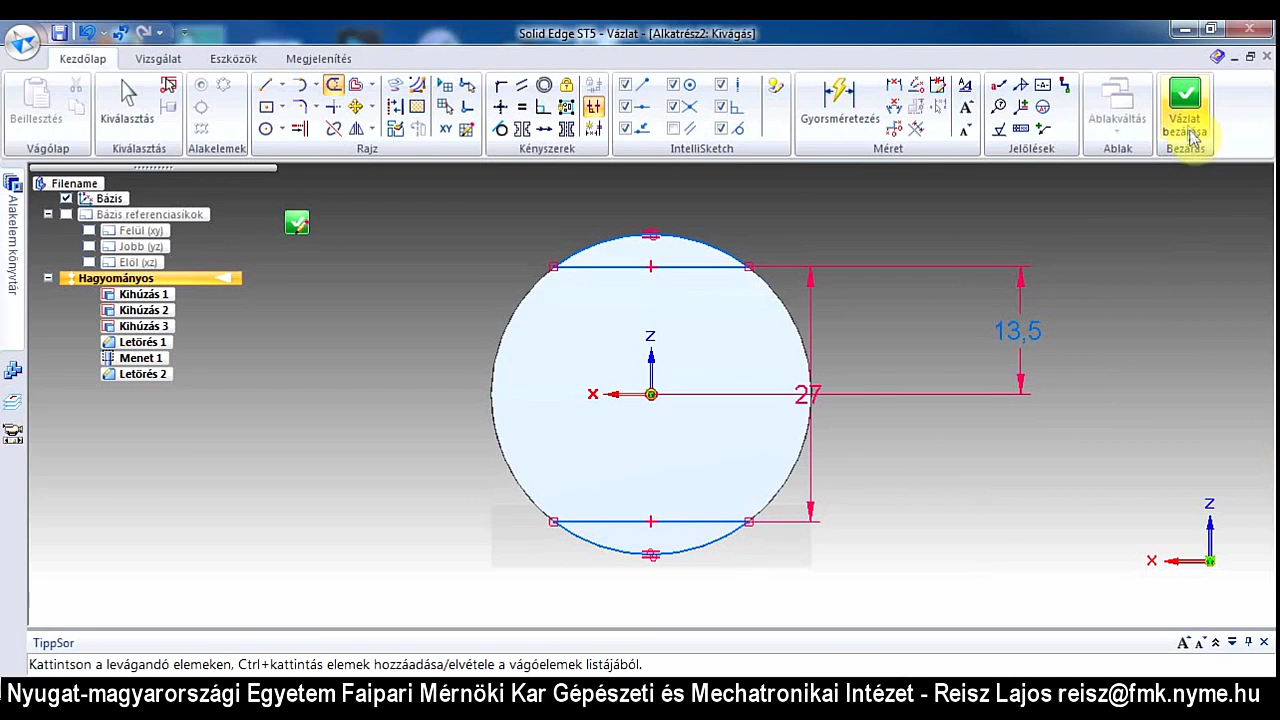 Solid Edge ST5 - Vázlat - [Alkatrész2: Kivágás]
Kezdőlap Vizsgálat Eszközök Megjelenítés
Beillesztés
Kiválasztás
Gyorsméretezés
Ablakváltás
Vázlat bezárása
Vágólap Kiválasztás Alakelemek Rajz Kényszerek IntelliSketch Méret Jelölések Ablak Bezárás
Alakelem könyvtár
Filename
Bázis
Bázis referenciasíkok
Felül (xy)
Jobb (yz)
Elöl (xz)
Hagyományos
Kihúzás 1
Kihúzás 2
Kihúzás 3
Letörés 1
Menet 1
Letörés 2
13,5
Z
X
27
Z
X
TippSor
Kattintson a levágandó elemeken, Ctrl+kattintás elemek hozzáadása/elvétele a vágóelemek listájából.
Nyugat-magyarországi Egyetem Faipari Mérnöki Kar Gépészeti és Mechatronikai Intézet - Reisz Lajos reisz@fmk.nyme.hu